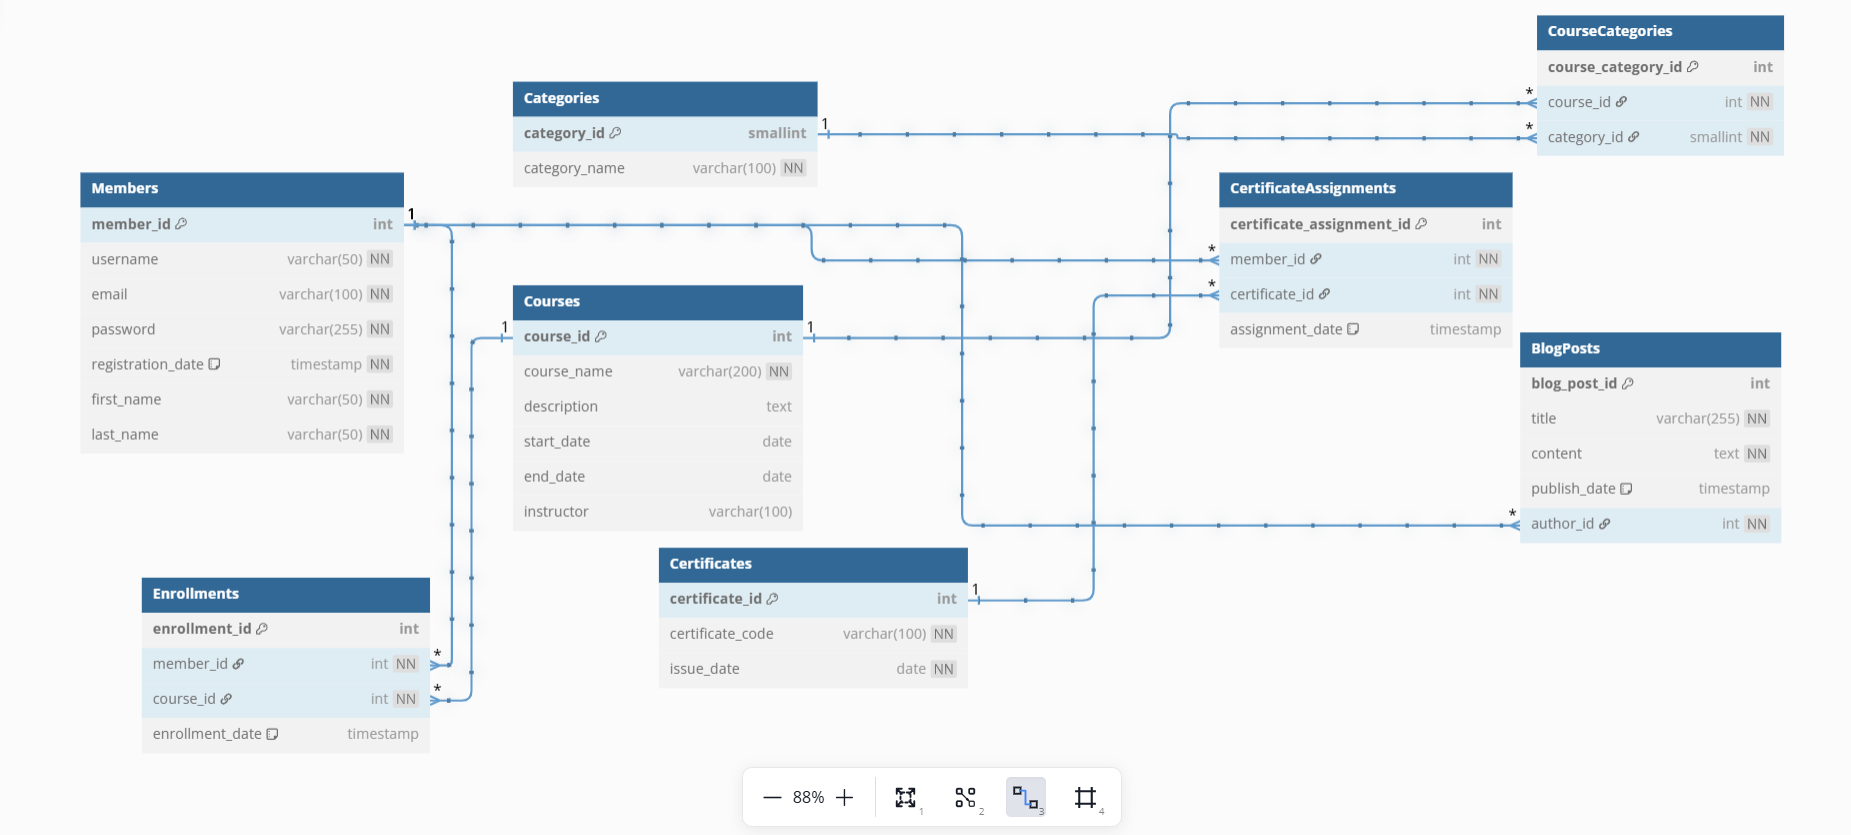 CourseCategories
course_category_id int
course_id int NN
category_id smallint NN
Categories
category_id smallint
category_name varchar(100) NN
Members
member_id int
username varchar(50) NN
email varchar(100) NN
password varchar(255) NN
registration_date timestamp NN
first_name varchar(50) NN
last_name varchar(50) NN
CertificateAssignments
certificate_assignment_id int
member_id int NN
certificate_id int NN
assignment_date timestamp
Courses
course_id int
course_name varchar(200) NN
description text
start_date date
end_date date
instructor varchar(100)
BlogPosts
blog_post_id int
title varchar(255) NN
content text NN
publish_date timestamp
author_id int NN
Certificates
certificate_id int
certificate_code varchar(100) NN
issue_date date NN
Enrollments
enrollment_id int
member_id int NN
course_id int NN
enrollment_date timestamp
1
*
*
1
*
*
1
1
*
1
*
*
88%
1
2
3
4